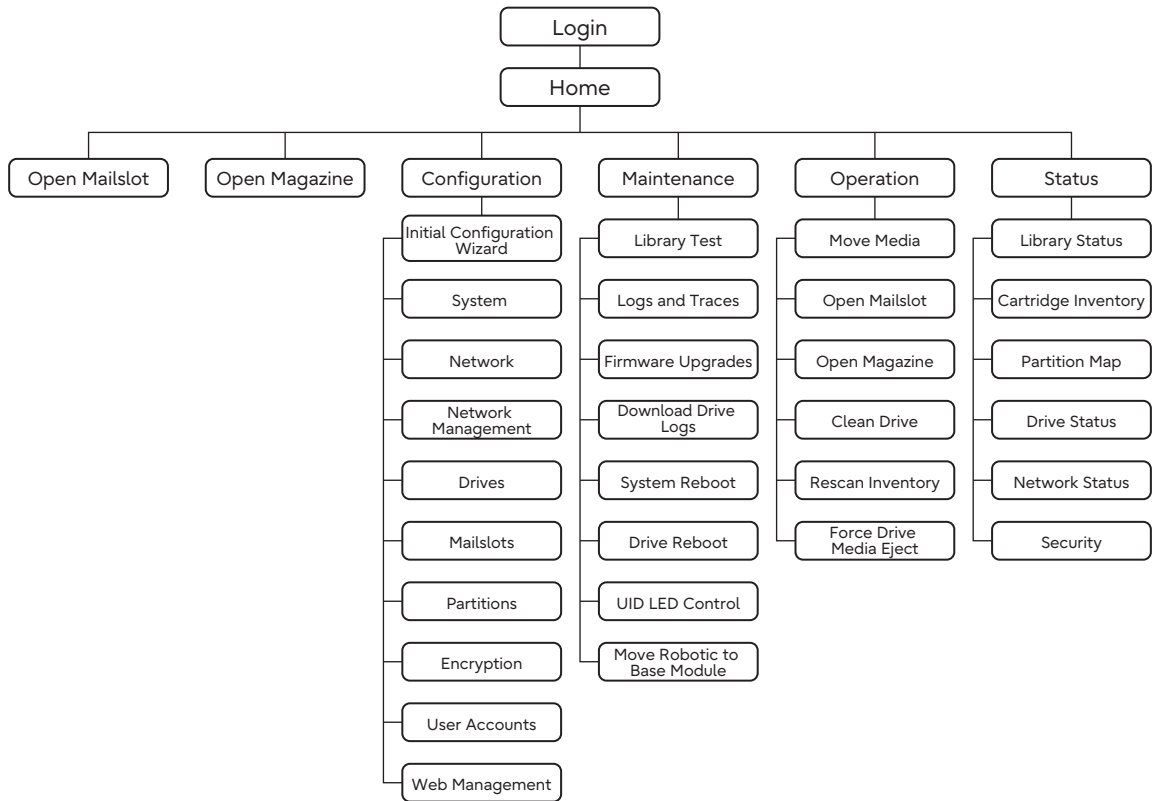 Login
Home
Open Mailslot
Open Magazine
Configuration
Maintenance
Operation
Status
Initial Configuration
Wizard
System
Network
Network
Management
Drives
Mailslots
Partitions
Encryption
User Accounts
Web Management
Library Test
Logs and Traces
Firmware Upgrades
Download Drive
Logs
System Reboot
Drive Reboot
UID LED Control
Move Robotic to
Base Module
Move Media
Open Mailslot
Open Magazine
Clean Drive
Rescan Inventory
Force Drive
Media Eject
Library Status
Cartridge Inventory
Partition Map
Drive Status
Network Status
Security